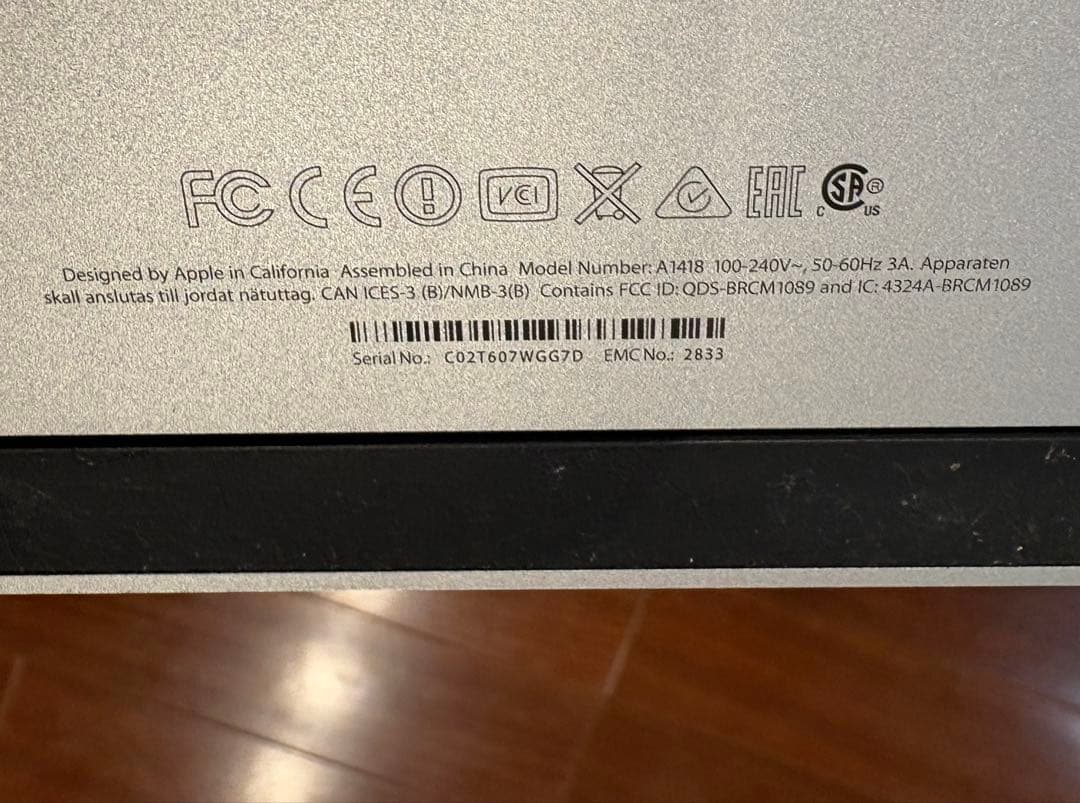 FC CE VCI EAC C SA ® US
Designed by Apple in California Assembled in China Model Number: A1418 100-240V~, 50-60Hz 3A. Apparaten
skall anslutas till jordat nätuttag. CAN ICES-3 (B)/NMB-3(B) Contains FCC ID: QDS-BRCM1089 and IC: 4324A-BRCM1089
Serial No.: C02T607WGG7D EMC No.: 2833